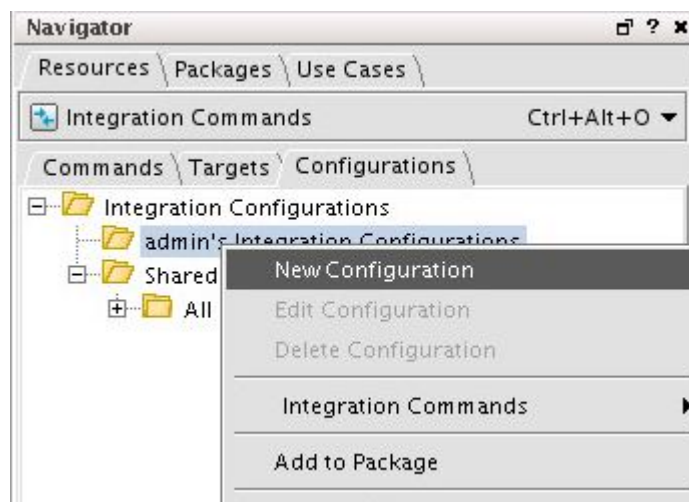 Navigator
Resources Packages Use Cases
Integration Commands Ctrl+Alt+O
Commands Targets Configurations
Integration Configurations
admin's Integration Configurations
Shared
All
New Configuration
Edit Configuration
Delete Configuration
Integration Commands
Add to Package